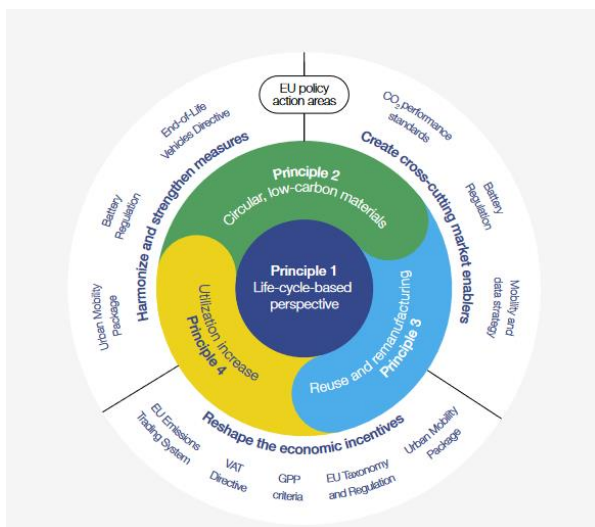 EU policy
action areas
CO₂ performance
standards
Create cross-cutting market enablers
Battery
Regulation
Mobility and
data strategy
Urban Mobility
Package
EU Taxonomy
and Regulation
GPP
criteria
VAT
Directive
EU Emissions
Trading System
Reshape the economic incentives
Urban Mobility
Package
Battery
Regulation
End-of-Life
Vehicles Directive
Harmonize and strengthen measures
Principle 2
Circular, low-carbon materials
Principle 1
Life-cycle-based
perspective
Reuse and remanufacturing
Principle 3
Utilization increase
Principle 4